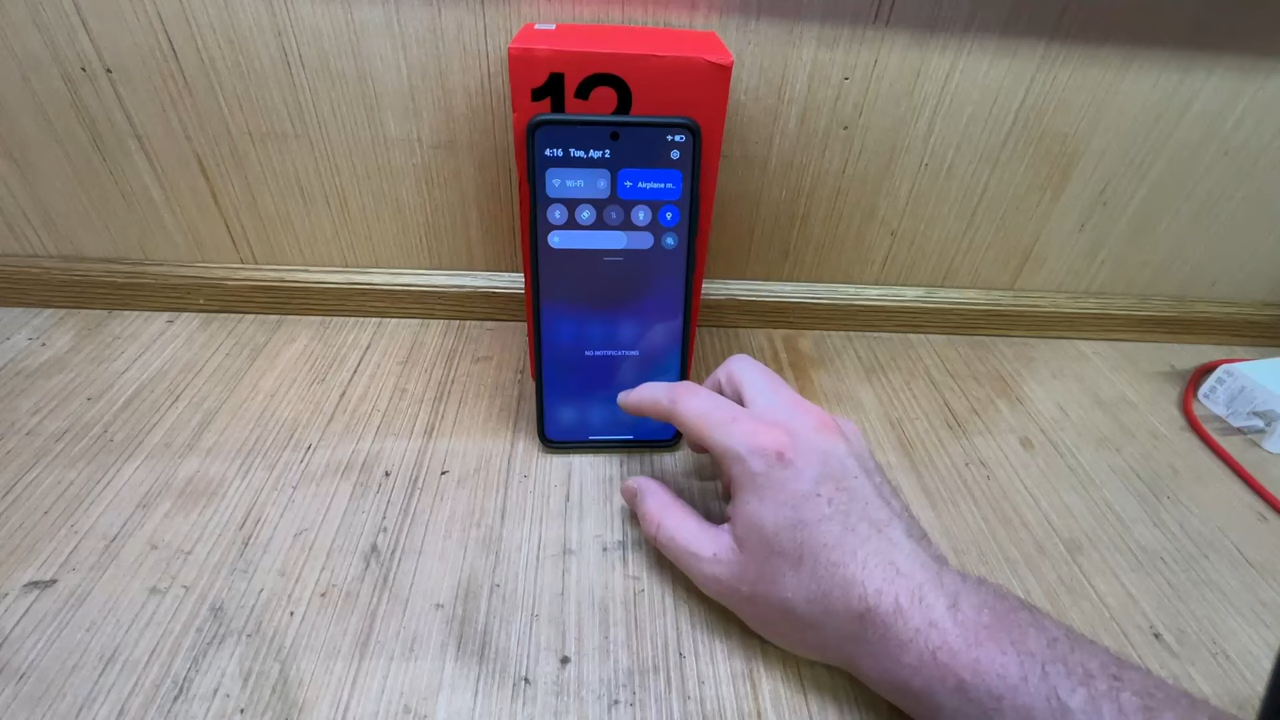 12
4:16 Tue, Apr 2
Wi-Fi
Airplane m..
NO NOTIFICATIONS